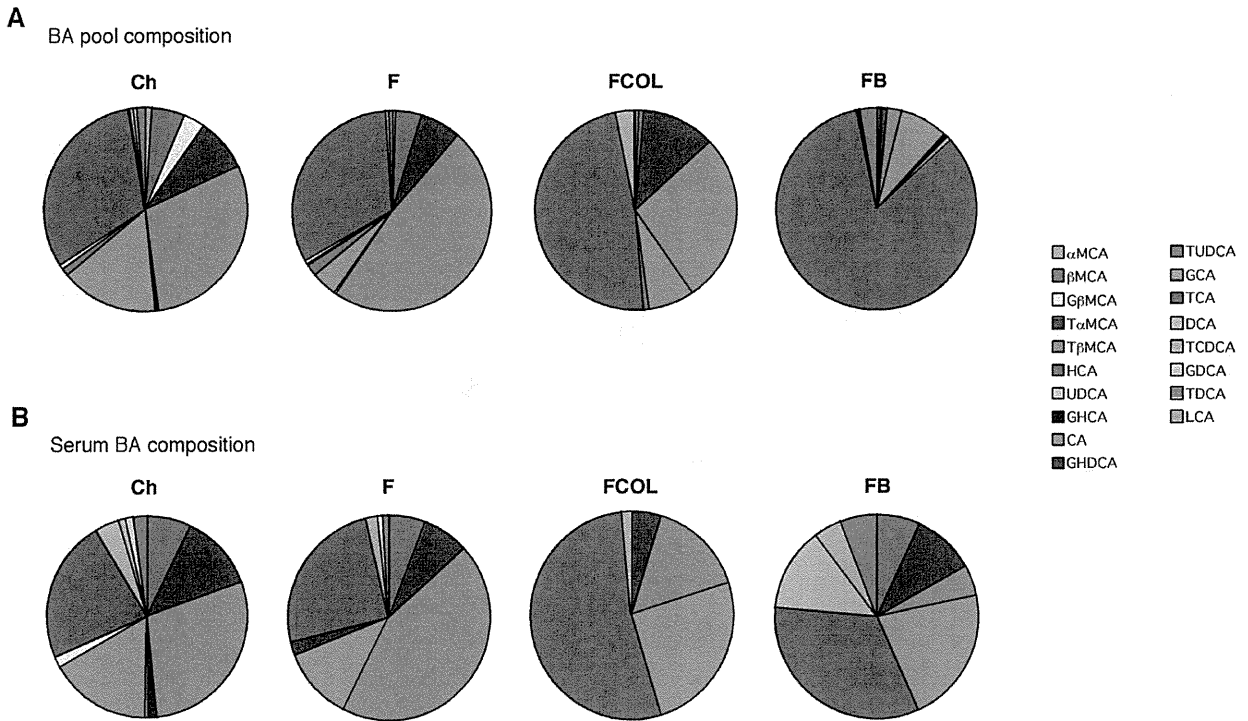 A
BA pool composition
Ch
F
FCOL
FB
αMCA
βMCA
GβMCA
TαMCA
TβMCA
HCA
UDCA
GHCA
CA
GHDCA
TUDCA
GCA
TCA
DCA
TCDCA
GDCA
TDCA
LCA
B
Serum BA composition
Ch
F
FCOL
FB